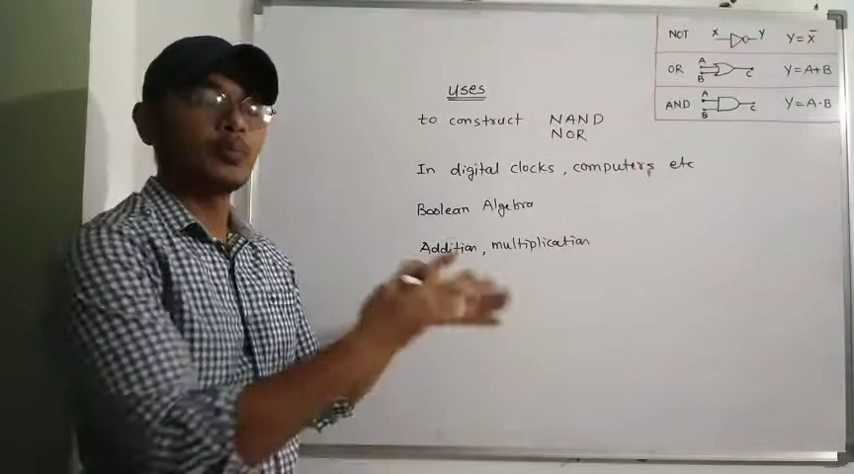 uses
to construct NAND
NOR
In digital clocks, computers etc
Boolean Algebra
Addition, multiplication
NOT X Y Y = X̅
OR A B C Y = A+B
AND A B C Y = A·B